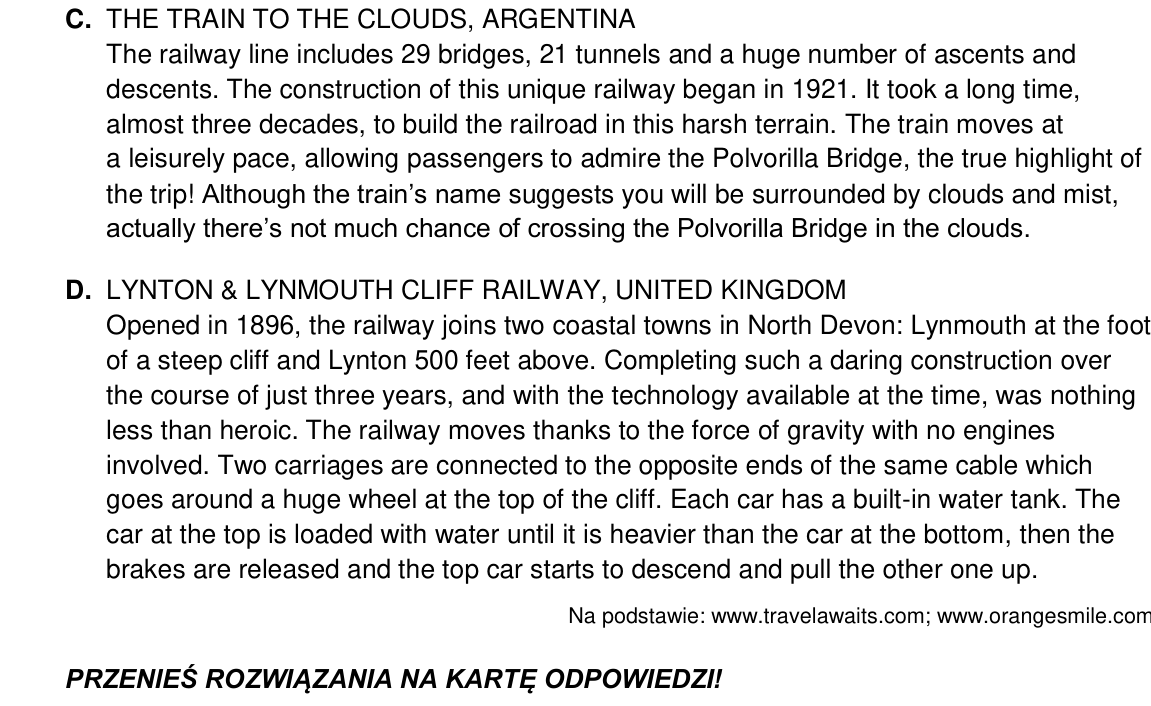 C. THE TRAIN TO THE CLOUDS, ARGENTINA
The railway line includes 29 bridges, 21 tunnels and a huge number of ascents and
descents. The construction of this unique railway began in 1921. It took a long time,
almost three decades, to build the railroad in this harsh terrain. The train moves at
a leisurely pace, allowing passengers to admire the Polvorilla Bridge, the true highlight of
the trip! Although the train’s name suggests you will be surrounded by clouds and mist,
actually there’s not much chance of crossing the Polvorilla Bridge in the clouds.
D. LYNTON & LYNMOUTH CLIFF RAILWAY, UNITED KINGDOM
Opened in 1896, the railway joins two coastal towns in North Devon: Lynmouth at the foot
of a steep cliff and Lynton 500 feet above. Completing such a daring construction over
the course of just three years, and with the technology available at the time, was nothing
less than heroic. The railway moves thanks to the force of gravity with no engines
involved. Two carriages are connected to the opposite ends of the same cable which
goes around a huge wheel at the top of the cliff. Each car has a built-in water tank. The
car at the top is loaded with water until it is heavier than the car at the bottom, then the
brakes are released and the top car starts to descend and pull the other one up.
Na podstawie: www.travelawaits.com; www.orangesmile.com
PRZENIEŚ ROZWIĄZANIA NA KARTĘ ODPOWIEDZI!